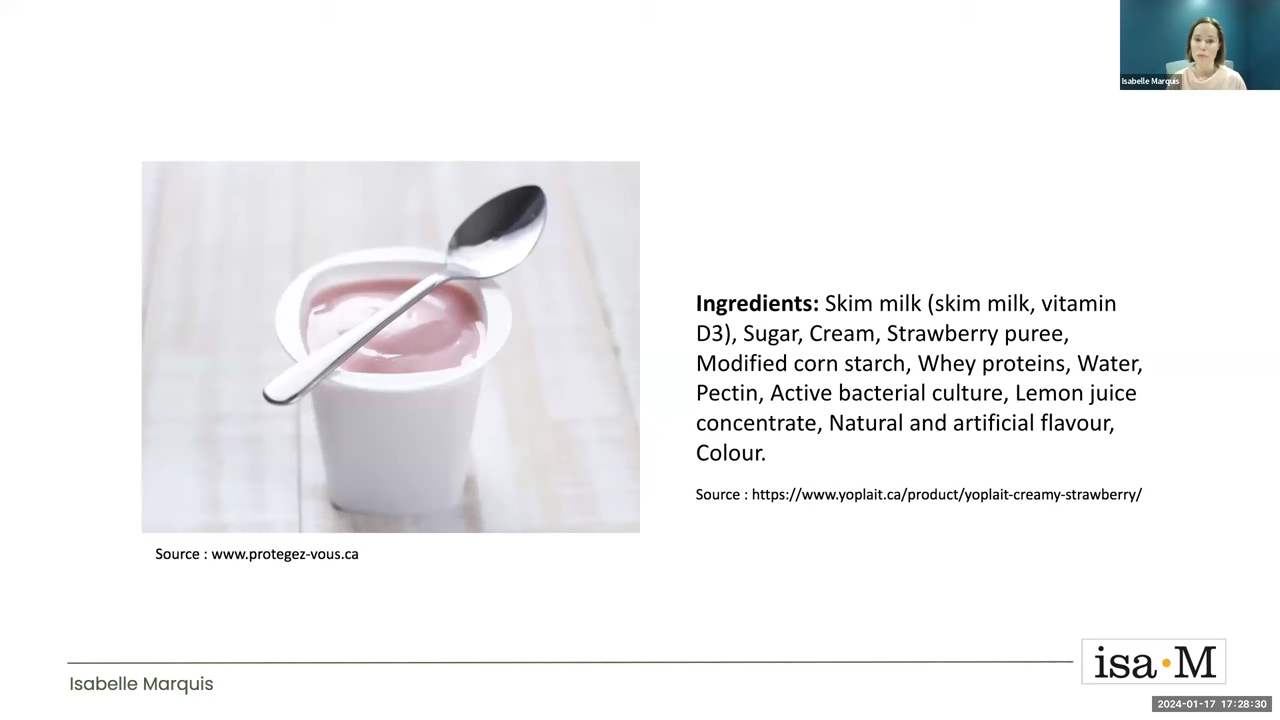 Isabelle Marquis
Ingredients: Skim milk (skim milk, vitamin
D3), Sugar, Cream, Strawberry puree,
Modified corn starch, Whey proteins, Water,
Pectin, Active bacterial culture, Lemon juice
concentrate, Natural and artificial flavour,
Colour.
Source : https://www.yoplait.ca/product/yoplait-creamy-strawberry/
Source : www.protegez-vous.ca
Isabelle Marquis
isa•M
2024-01-17 17:28:30